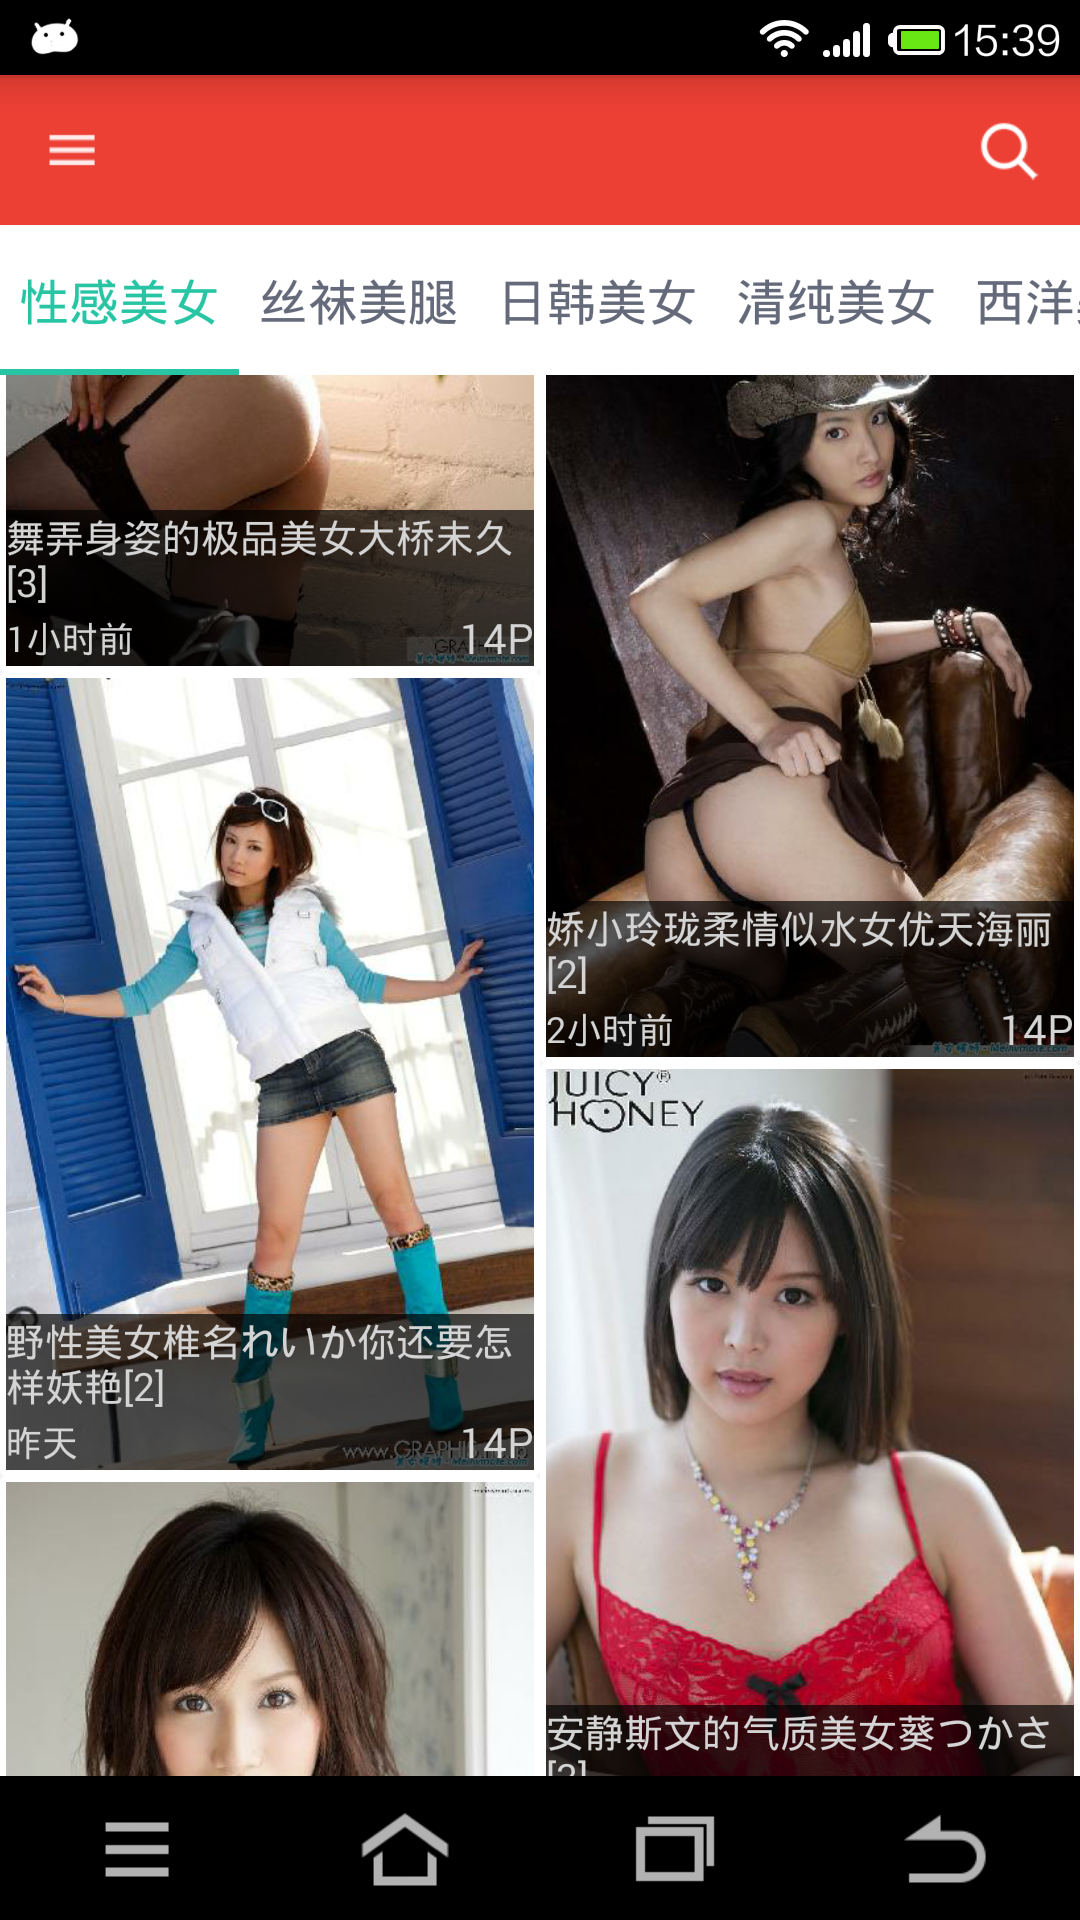 15:39
性感美女 丝袜美腿 日韩美女 清纯美女 西洋
舞弄身姿的极品美女大桥未久
[3]
1小时前 14P
娇小玲珑柔情似水女优天海丽
[2]
2小时前 14P
野性美女椎名れいか你还要怎
样妖艳[2]
昨天 14P
JUICY®
HONEY
安静斯文的气质美女葵つかさ